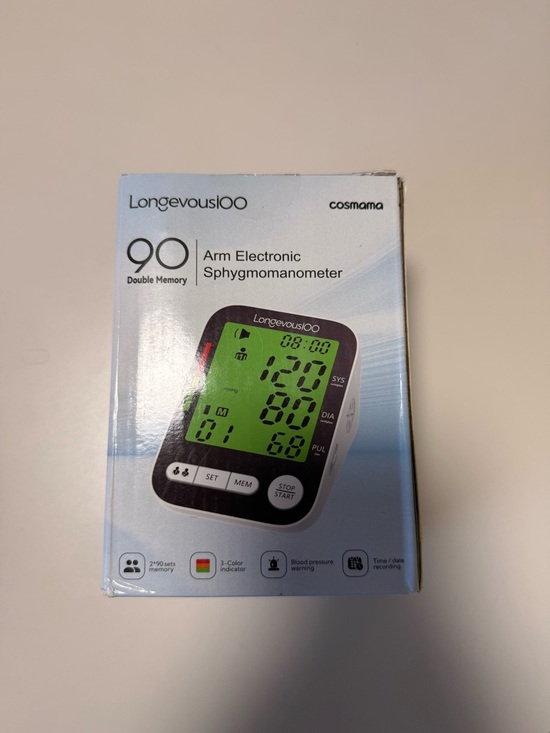 Longevous100
cosmama
90
Double Memory
Arm Electronic
Sphygmomanometer
Longevous100
08:00
120
SYS
80
DIA
M
01
68
PUL
SET
MEM
STOP
START
2*90 sets
memory
3-Color
indicator
Blood pressure
warning
Time / date
recording